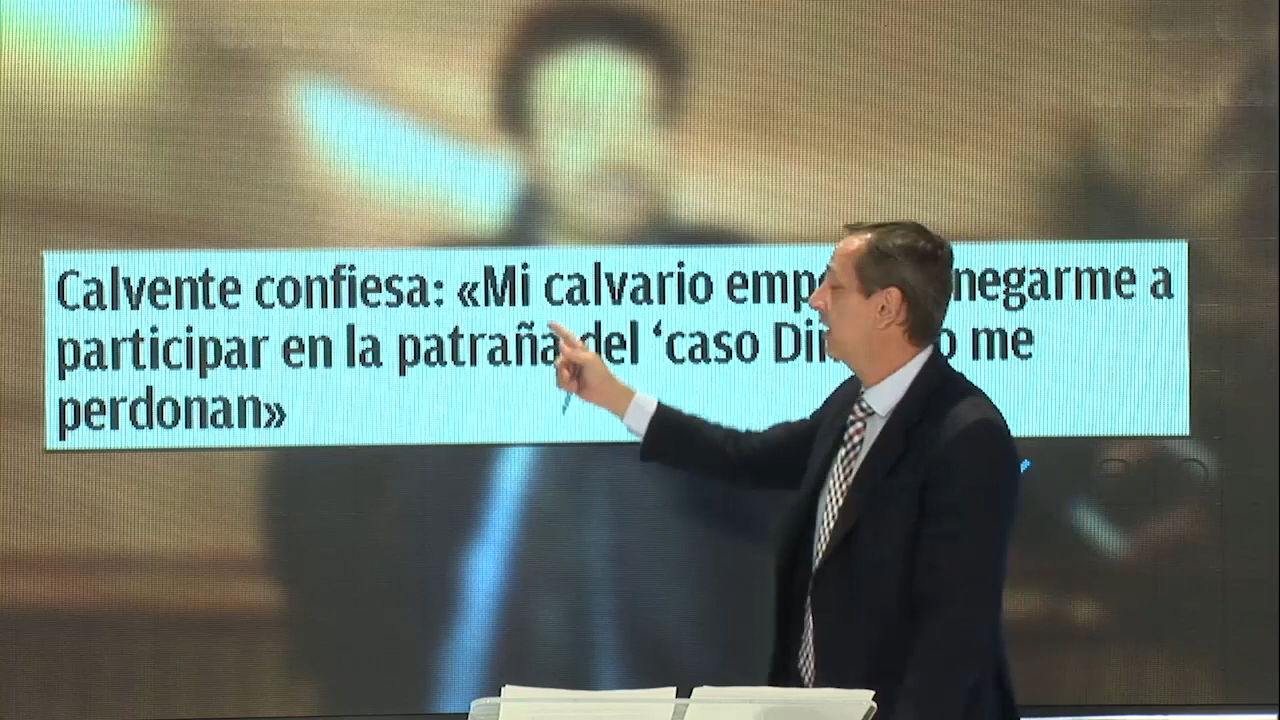 Calvente confiesa: «Mi calvario negarme a
participar en la patraña del ‘caso me
perdonan»